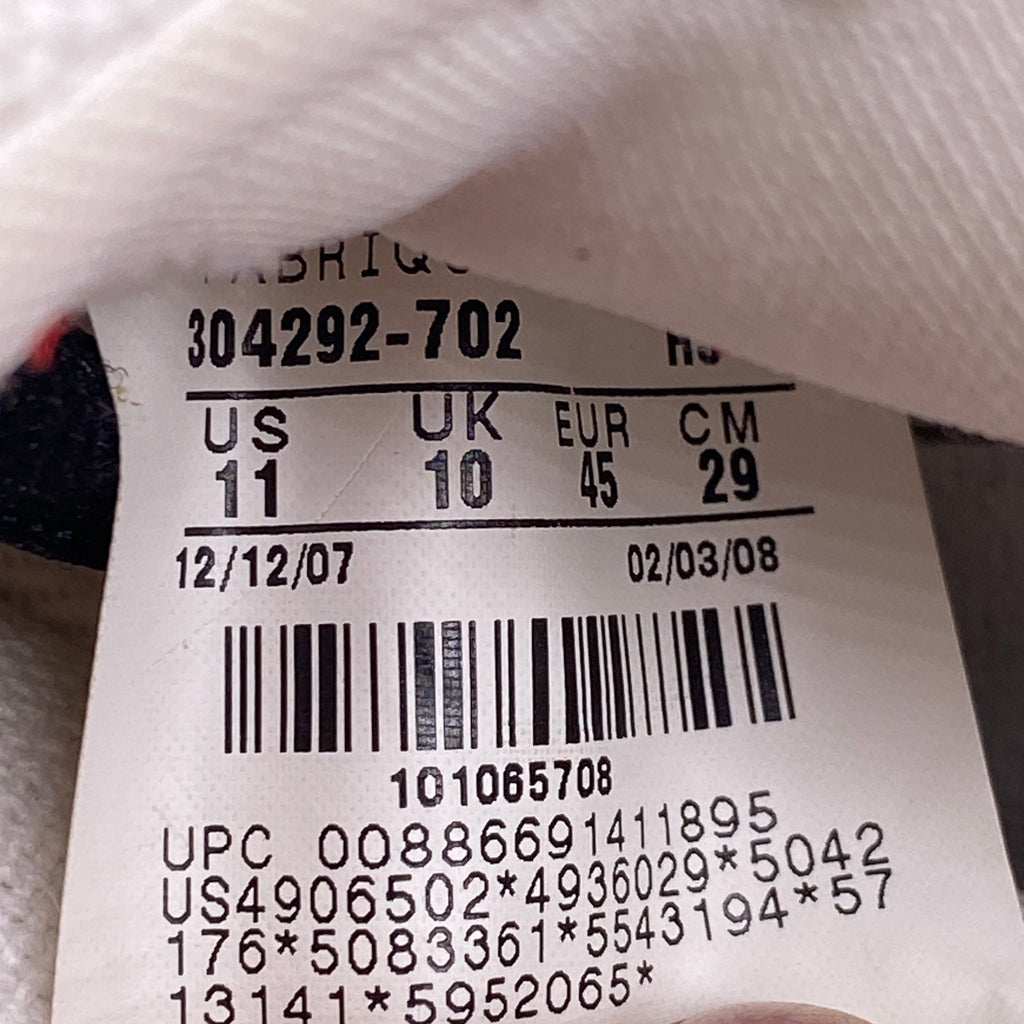 304292-702
US UK EUR CM
11 10 45 29
12/12/07 02/03/08
101065708
UPC 00886691411895
US4906502*4936029*5042
176*5083361*5543194*57
13141*5952065*